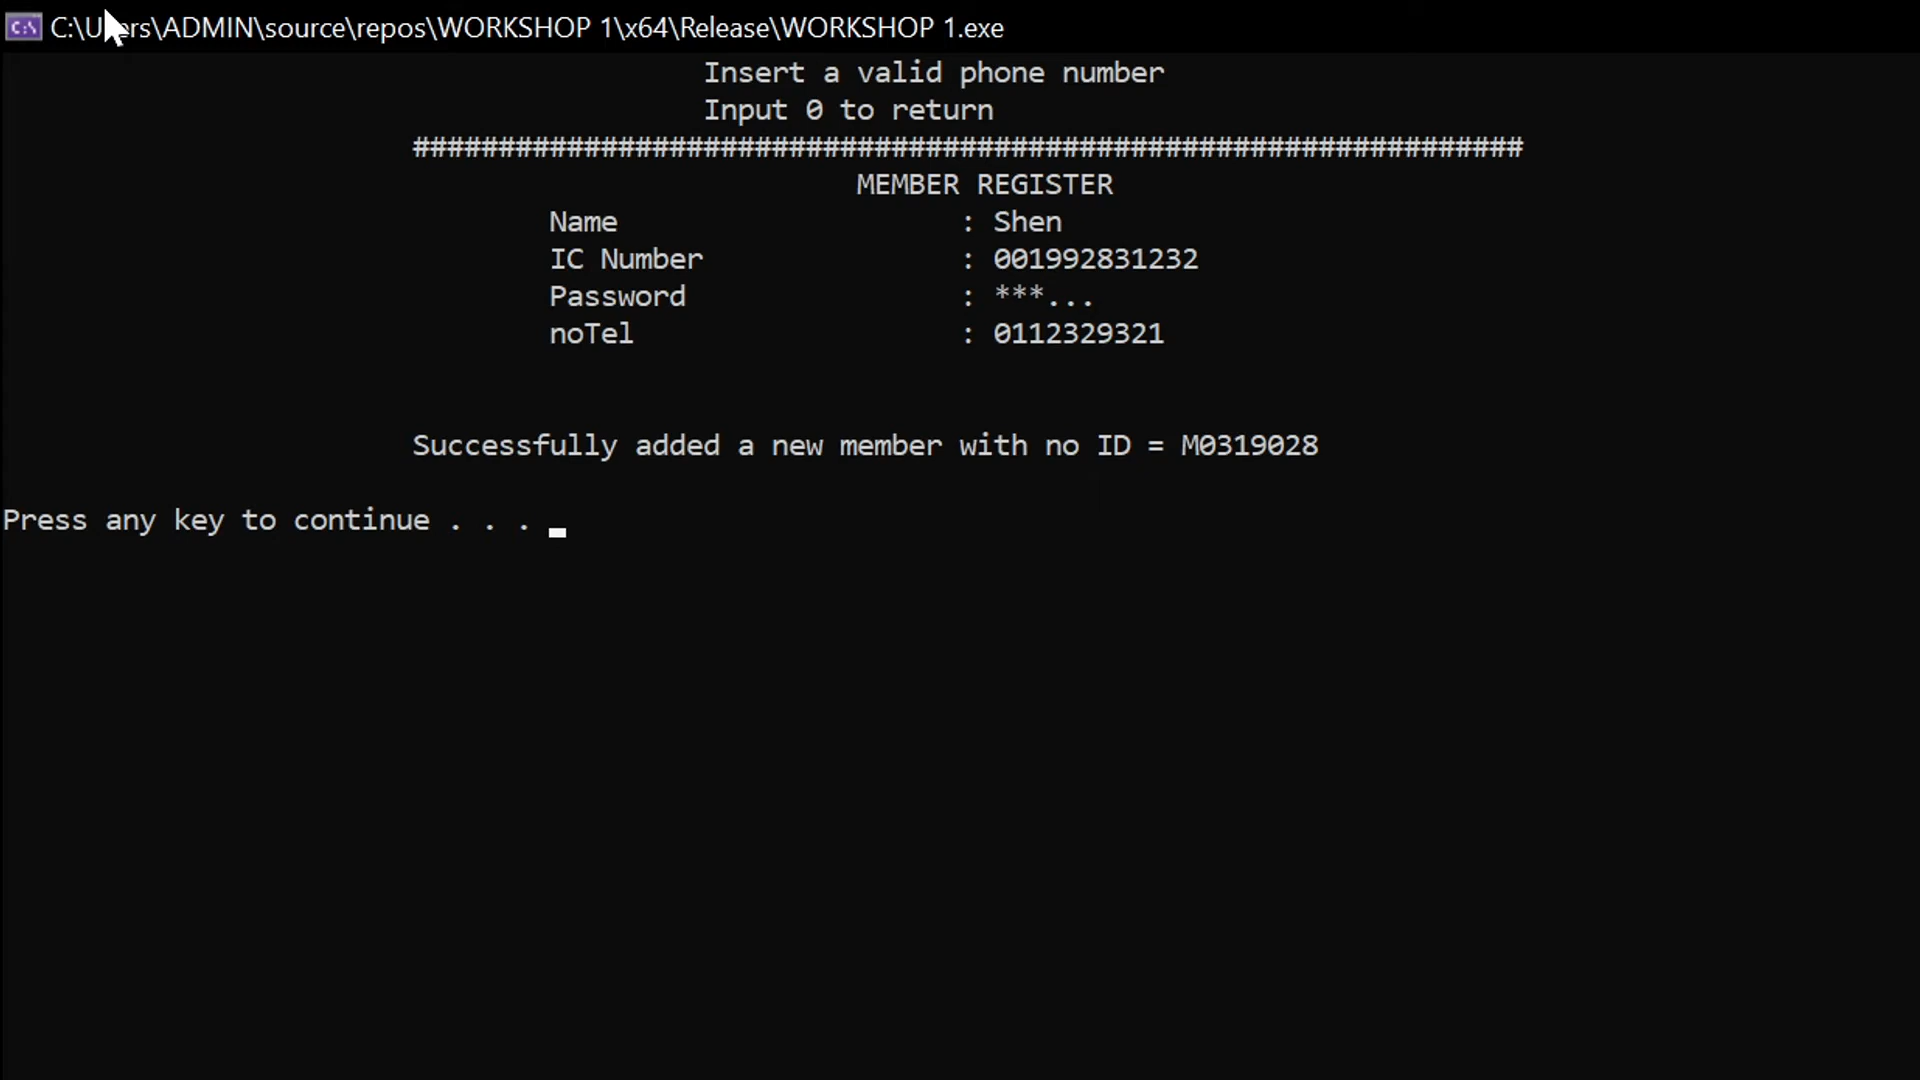 C:\Users\ADMIN\source\repos\WORKSHOP 1\x64\Release\WORKSHOP 1.exe
Insert a valid phone number
Input 0 to return
#################################################################
MEMBER REGISTER
Name : Shen
IC Number : 001992831232
Password : ***...
noTel : 0112329321
Successfully added a new member with no ID = M0319028
Press any key to continue . . .